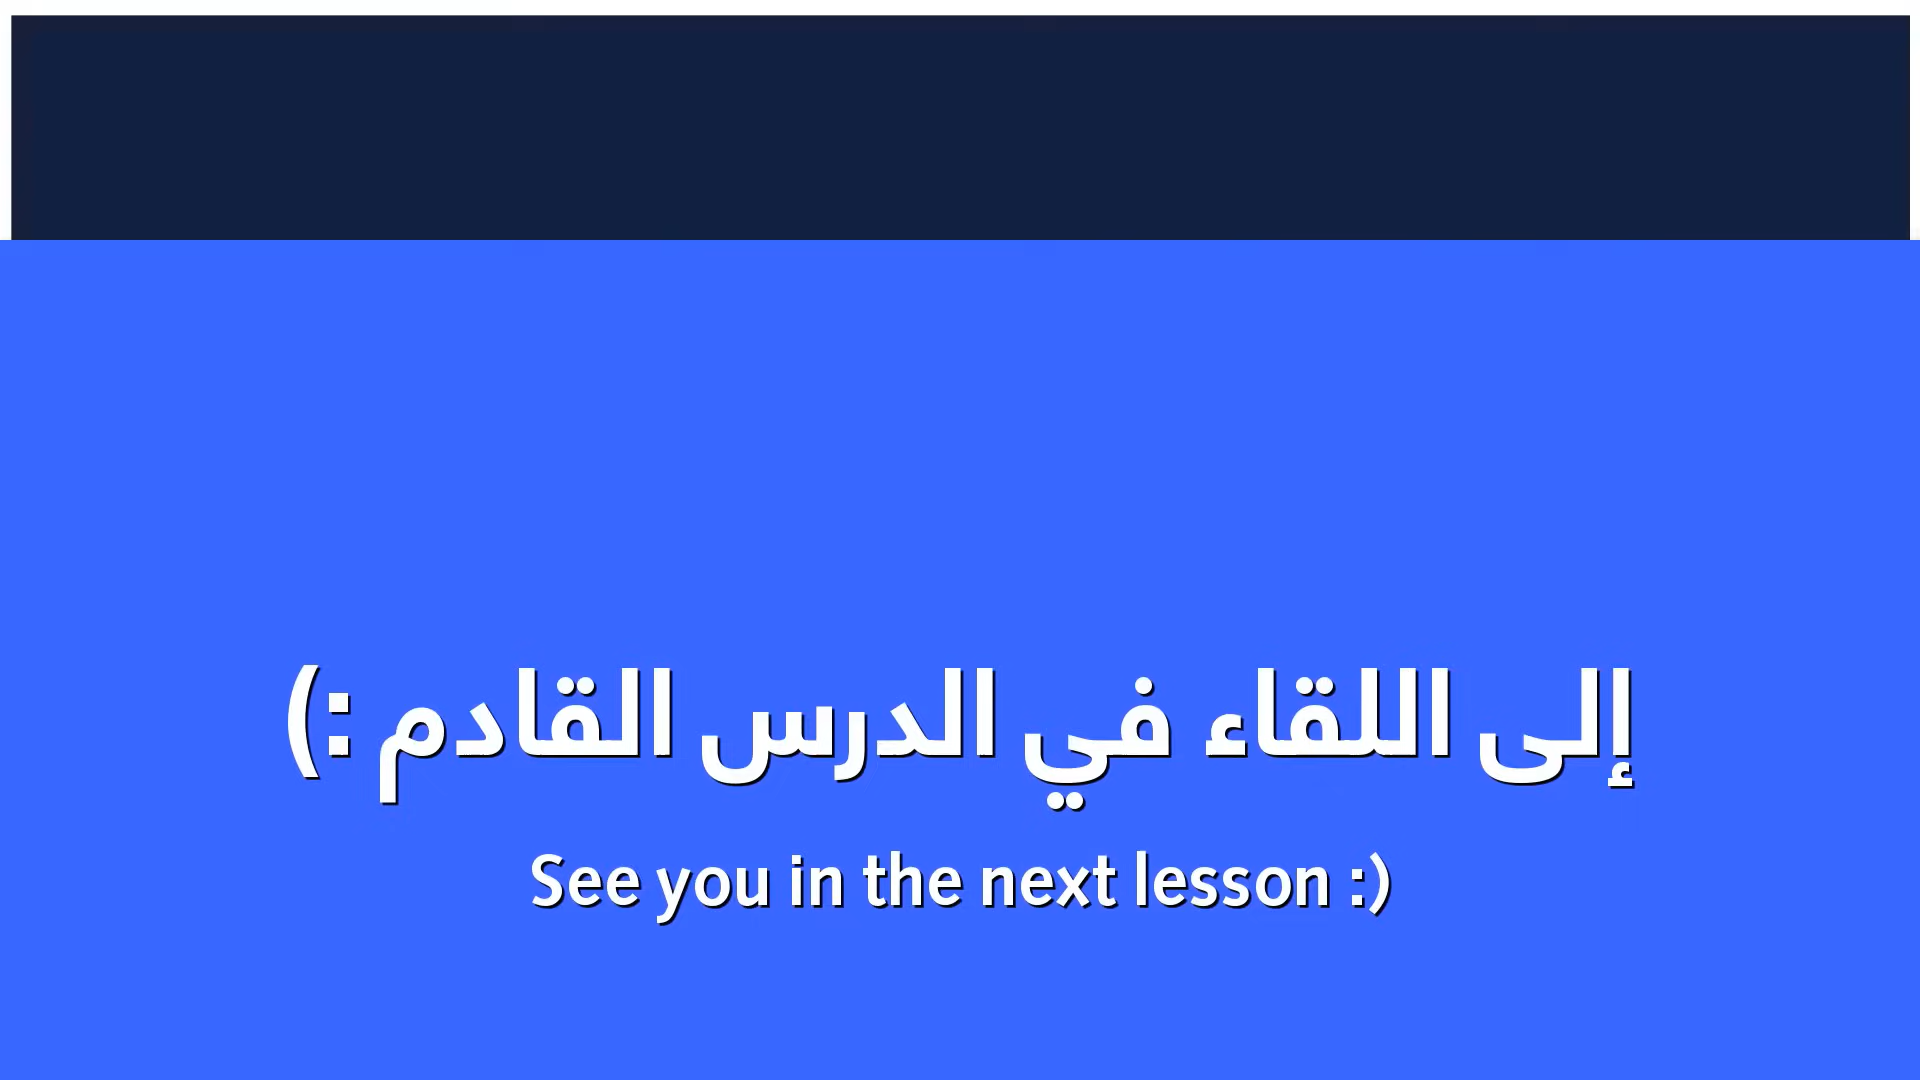 إلى اللقاء في الدرس القادم :)
See you in the next lesson :)